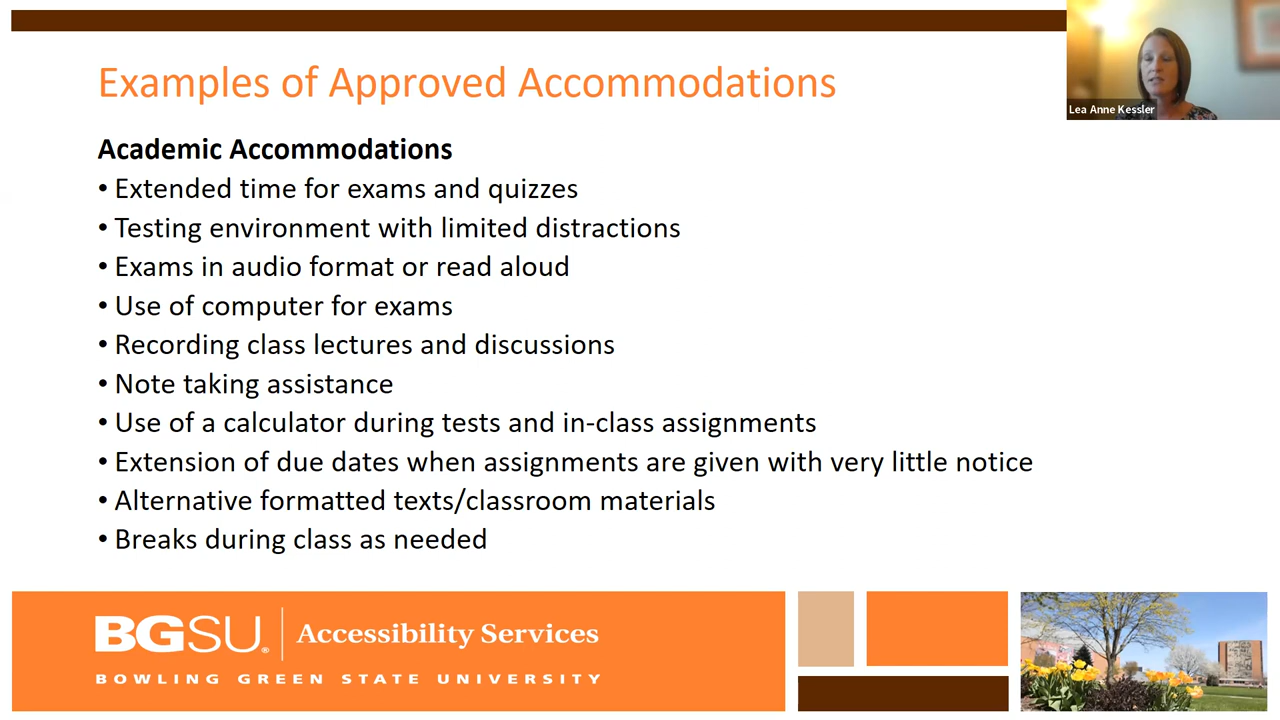 Examples of Approved Accommodations
Lea Anne Kessler
Academic Accommodations
• Extended time for exams and quizzes
• Testing environment with limited distractions
• Exams in audio format or read aloud
• Use of computer for exams
• Recording class lectures and discussions
• Note taking assistance
• Use of a calculator during tests and in-class assignments
• Extension of due dates when assignments are given with very little notice
• Alternative formatted texts/classroom materials
• Breaks during class as needed
BGSU® | Accessibility Services
BOWLING GREEN STATE UNIVERSITY